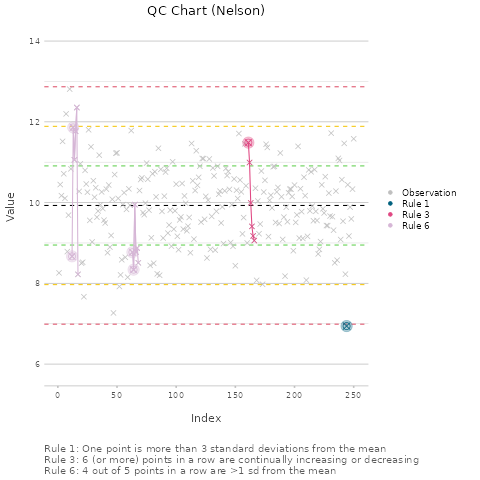 QC Chart (Nelson)
14
12
10
8
6
Value
0
50
100
150
200
250
Index
Observation
Rule 1
Rule 3
Rule 6
Rule 1: One point is more than 3 standard deviations from the mean
Rule 3: 6 (or more) points in a row are continually increasing or decreasing
Rule 6: 4 out of 5 points in a row are >1 sd from the mean